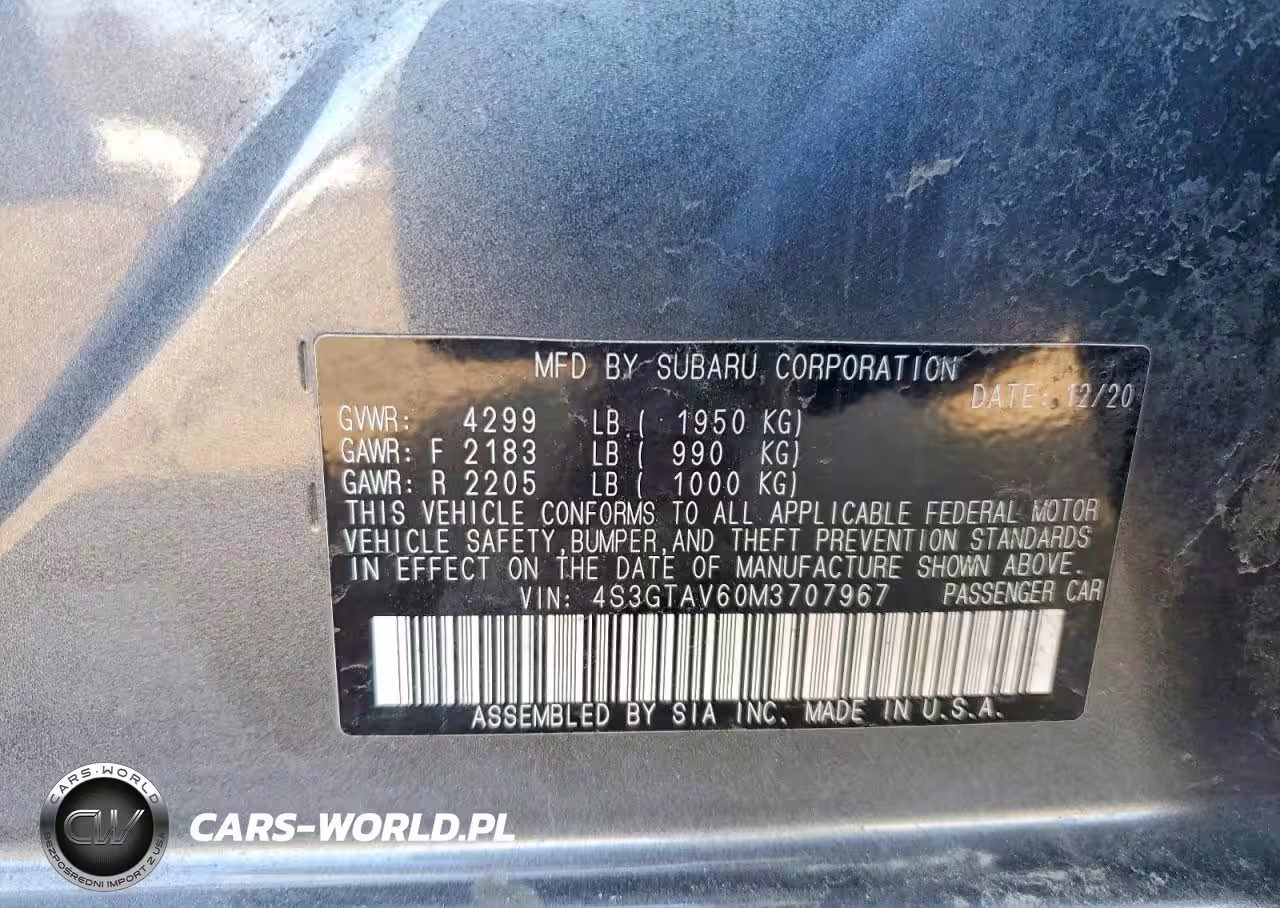 MFD BY SUBARU CORPORATION
DATE: 12/20
GVWR: 4299 LB ( 1950 KG)
GAWR: F 2183 LB ( 990 KG)
GAWR: R 2205 LB ( 1000 KG)
THIS VEHICLE CONFORMS TO ALL APPLICABLE FEDERAL MOTOR
VEHICLE SAFETY,BUMPER,AND THEFT PREVENTION STANDARDS
IN EFFECT ON THE DATE OF MANUFACTURE SHOWN ABOVE.
VIN: 4S3GTAV60M3707967 PASSENGER CAR
ASSEMBLED BY SIA INC. MADE IN U.S.A.
CARS-WORLD
CW
BEZPOŚREDNI IMPORT Z USA
CARS-WORLD.PL